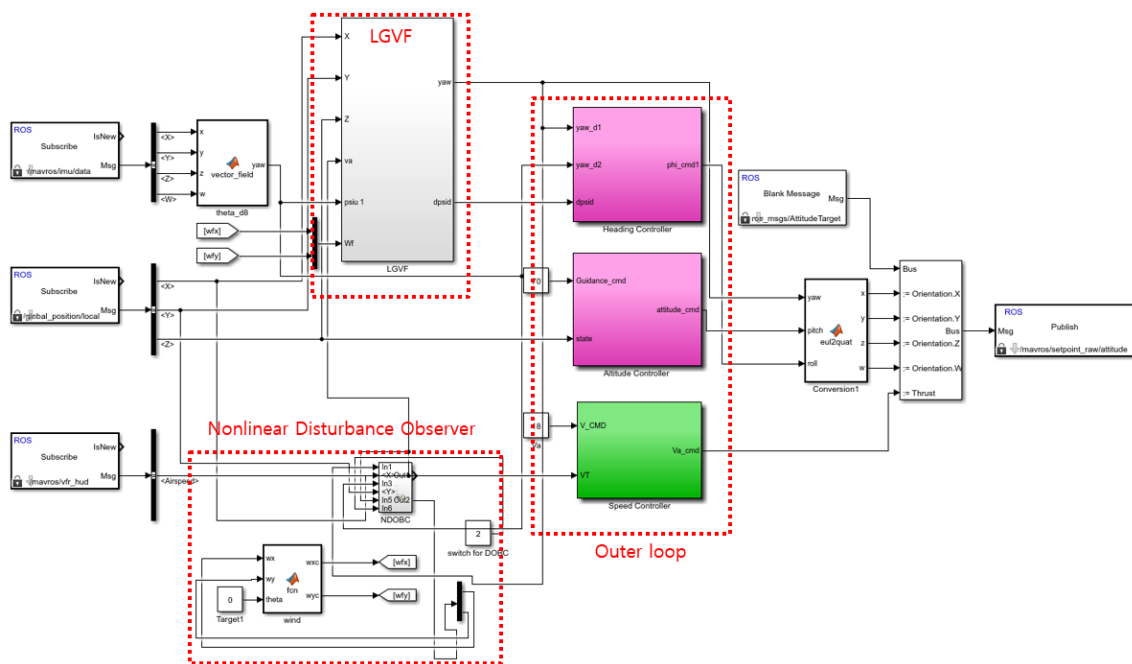 LGVF
X
Y
Z
va
psiu 1
Wf
yaw
dpsid
LGVF
ROS
Subscribe
IsNew
Msg
mavros/imu/data
<X>
<Y>
<Z>
<W>
x
y
z
w
vector_field
yaw
theta_d8
[wfx]
[wfy]
ROS
Subscribe
IsNew
Msg
/global_position/local
<X>
<Y>
<Z>
yaw_d1
yaw_d2
dpsid
phi_cmd1
Heading Controller
Guidance_cmd
state
attitude_cmd
Altitude Controller
V_CMD
VT
Va_cmd
Speed Controller
Outer loop
ROS
Blank Message
Msg
msgs/AttitudeTarget
yaw
pitch
roll
eul2quat
x
y
z
w
Conversion1
Bus
:= Orientation.X
:= Orientation.Y
Bus
:= Orientation.Z
:= Orientation.W
:= Thrust
ROS
Msg
Publish
/mavros/setpoint_raw/attitude
Nonlinear Disturbance Observer
ROS
Subscribe
IsNew
Msg
mavros/vfr_hud
<Airspeed>
In1
<X>
In3
<Y>
In5
Out2
In6
NDOBC
2
switch for DOBC
wx
wy
theta
fcn
wxc
wyc
wind
[wfx]
[wfy]
0
Target1